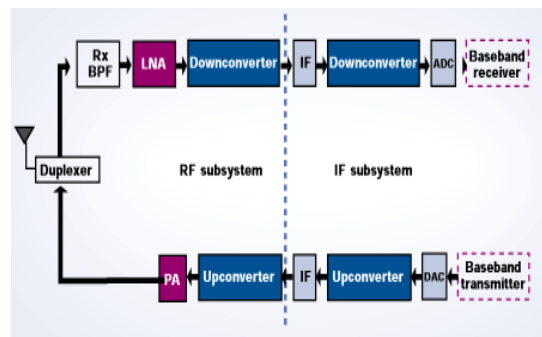 Rx
BPF
LNA
Downconverter
IF
Downconverter
ADC
Baseband
receiver
Duplexer
RF subsystem
IF subsystem
PA
Upconverter
IF
Upconverter
DAC
Baseband
transmitter